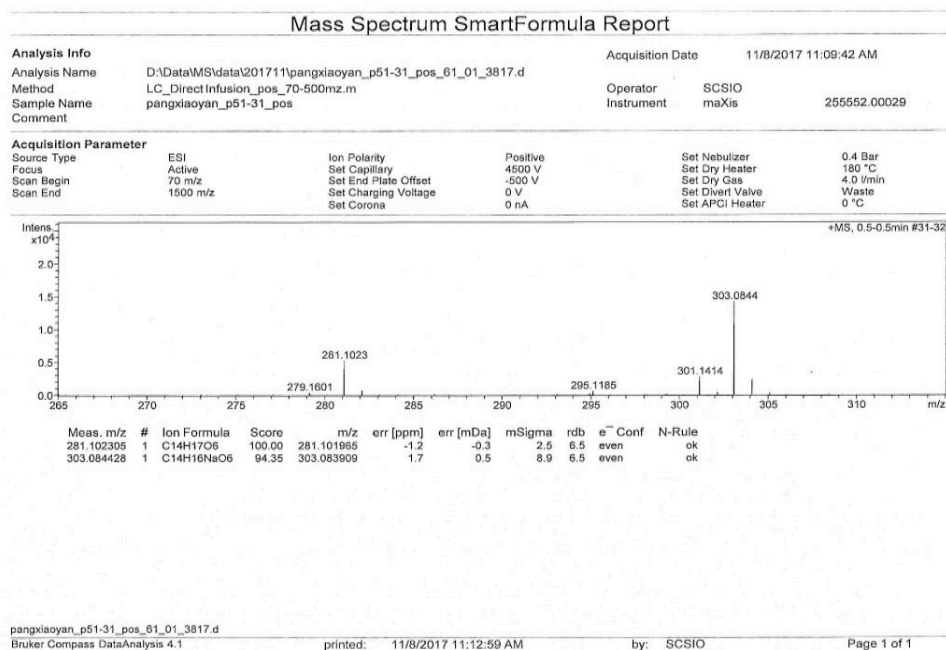 Mass Spectrum SmartFormula Report
Analysis Info
Acquisition Date 11/8/2017 11:09:42 AM
Analysis Name D:\Data\MS\data\201711\pangxiaoyan_p51-31_pos_61_01_3817.d
Method LC_Direct Infusion_pos_70-500mz.m Operator SCSIO
Sample Name pangxiaoyan_p51-31_pos Instrument maXis 255552.00029
Comment
Acquisition Parameter
Source Type ESI Ion Polarity Positive Set Nebulizer 0.4 Bar
Focus Active Set Capillary 4500 V Set Dry Heater 180 °C
Scan Begin 70 m/z Set End Plate Offset -500 V Set Dry Gas 4.0 l/min
Scan End 1500 m/z Set Charging Voltage 0 V Set Divert Valve Waste
Set Corona 0 nA Set APCI Heater 0 °C
Intens. +MS, 0.5-0.5min #31-32
x10⁴
2.0
1.5
303.0844
1.0
0.5
281.1023
301.1414
279.1601 295.1185
0.0
265 270 275 280 285 290 295 300 305 310 m/z
Meas. m/z # Ion Formula Score m/z err [ppm] err [mDa] mSigma rdb e⁻ Conf N-Rule
281.102305 1 C14H17O6 100.00 281.101965 -1.2 -0.3 2.5 6.5 even ok
303.084428 1 C14H16NaO6 94.35 303.083909 1.7 0.5 8.9 6.5 even ok
pangxiaoyan_p51-31_pos_61_01_3817.d
Bruker Compass DataAnalysis 4.1 printed: 11/8/2017 11:12:59 AM by: SCSIO Page 1 of 1